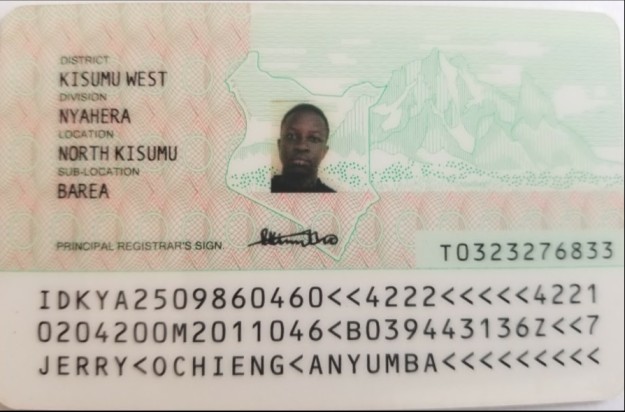 DISTRICT
KISUMU WEST
DIVISION
NYAHERA
LOCATION
NORTH KISUMU
SUB-LOCATION
BAREA
PRINCIPAL REGISTRAR'S SIGN.
T0323276833
IDKYA2509860460<<4222<<<<<4221
0204200M2011046<B039443136Z<<7
JERRY<OCHIENG<ANYUMBA<<<<<<<<<